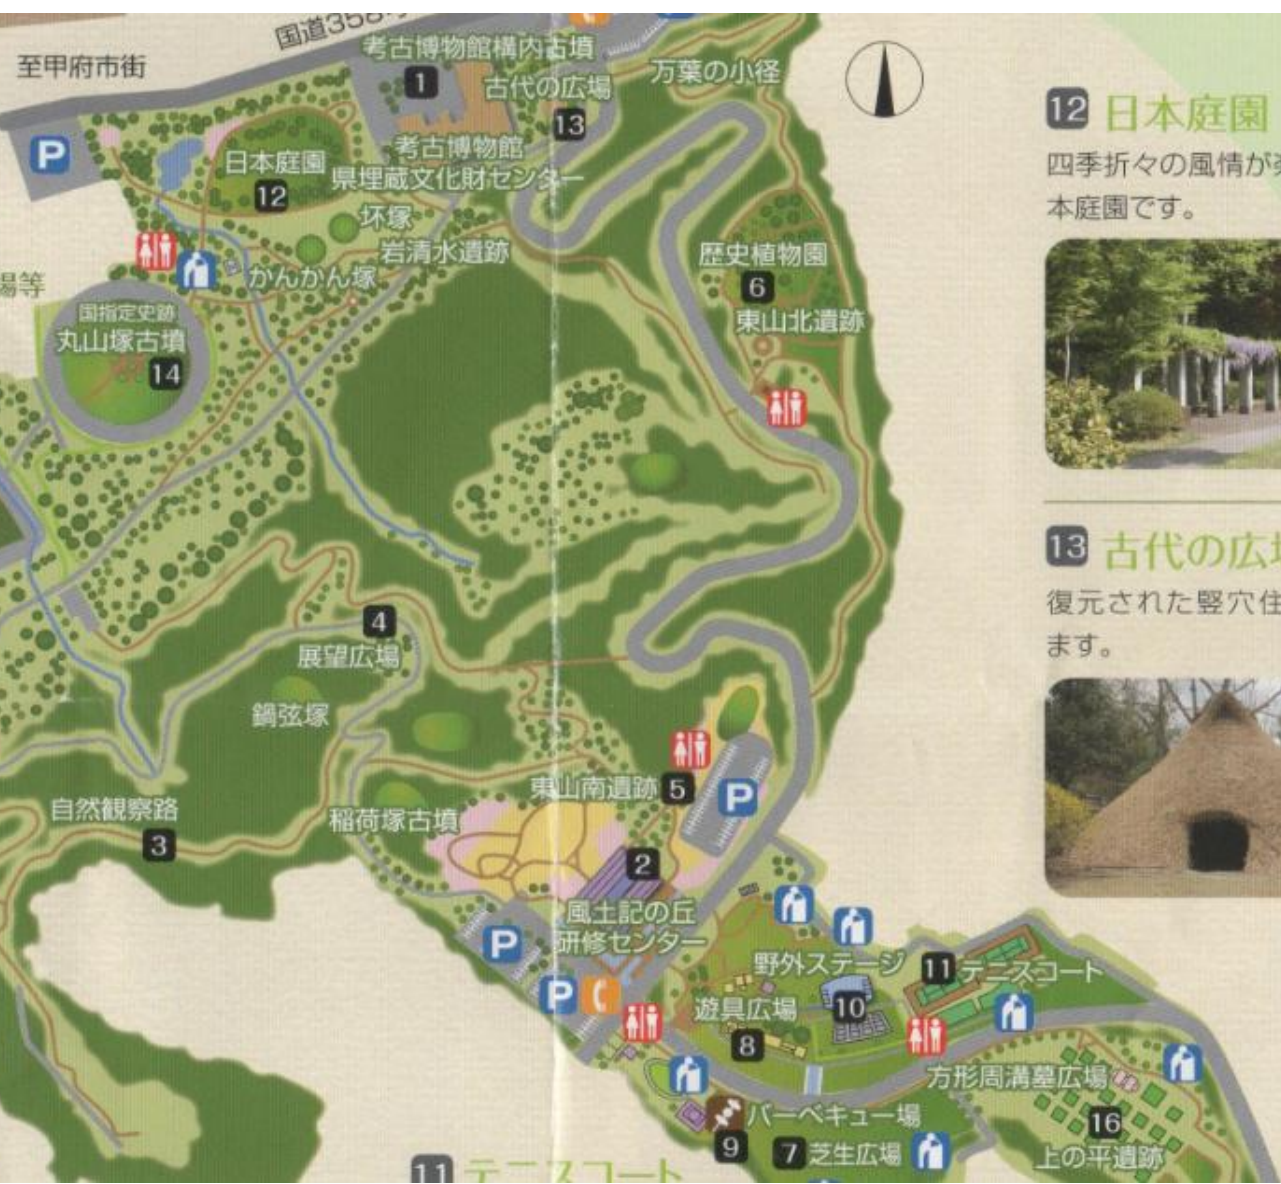 国道358号
至甲府市街
考古博物館構内古墳
1
古代の広場
13
万葉の小径
P
日本庭園
12
考古博物館
県埋蔵文化財センター
坏塚
岩清水遺跡
かんかん塚
場等
国指定史跡
丸山塚古墳
14
歴史植物園
6
東山北遺跡
4
展望広場
鍋弦塚
自然観察路
3
稲荷塚古墳
東山南遺跡
5
P
2
風土記の丘
研修センター
P
P
野外ステージ
10
11
テニスコート
遊具広場
8
方形周溝墓広場
16
上の平遺跡
バーベキュー場
9
7
芝生広場
11 テニスコート
12 日本庭園
四季折々の風情が
本庭園です。
13 古代の広場
復元された竪穴住
ます。